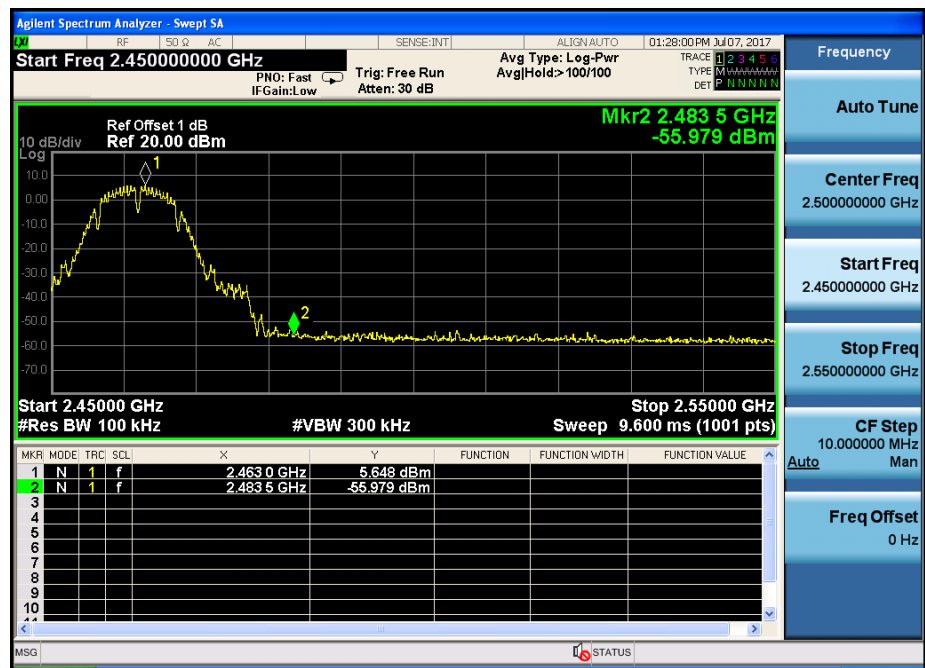 Agilent Spectrum Analyzer - Swept SA
LXI RF 50 Ω AC SENSE:INT ALIGN AUTO 01:28:00 PM Jul 07, 2017
Start Freq 2.450000000 GHz
PNO: Fast
IFGain:Low
Trig: Free Run
Atten: 30 dB
Avg Type: Log-Pwr
Avg|Hold:>100/100
TRACE 1 2 3 4 5 6
TYPE M
DET P N N N N N
Mkr2 2.483 5 GHz
-55.979 dBm
Ref Offset 1 dB
10 dB/div Ref 20.00 dBm
Log
10.0
0.00
-10.0
-20.0
-30.0
-40.0
-50.0
-60.0
-70.0
1
2
Start 2.45000 GHz Stop 2.55000 GHz
#Res BW 100 kHz #VBW 300 kHz Sweep 9.600 ms (1001 pts)
MKR MODE TRC SCL X Y FUNCTION FUNCTION WIDTH FUNCTION VALUE
1 N 1 f 2.463 0 GHz 5.648 dBm
2 N 1 f 2.483 5 GHz -55.979 dBm
3
4
5
6
7
8
9
10
MSG STATUS
Frequency
Auto Tune
Center Freq
2.500000000 GHz
Start Freq
2.450000000 GHz
Stop Freq
2.550000000 GHz
CF Step
10.000000 MHz
Auto Man
Freq Offset
0 Hz